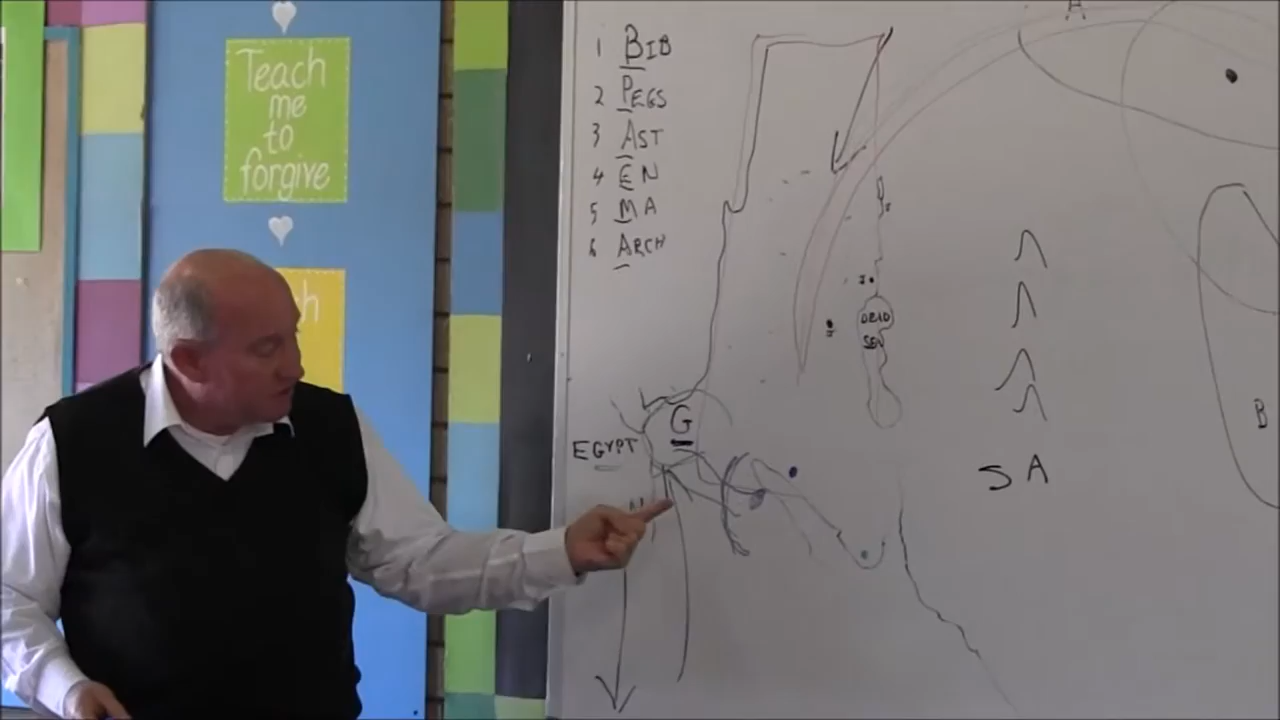 Teach
me
to
forgive
1 BIB
2 PEGS
3 AST
4 EN
5 MA
6 ARCH
A
J
DEAD
SEA
G
EGYPT
SA
B